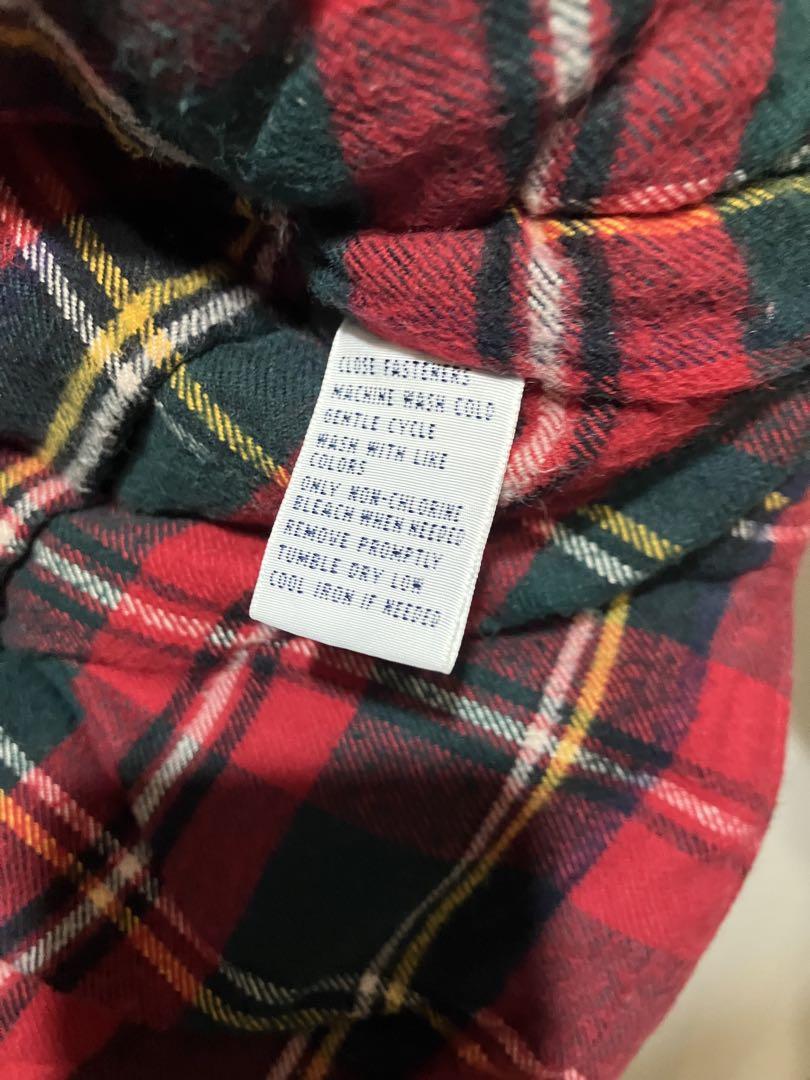 CLOSE FASTENERS
MACHINE WASH COLD
GENTLE CYCLE
WASH WITH LIKE
COLORS
ONLY NON-CHLORINE
BLEACH WHEN NEEDED
REMOVE PROMPTLY
TUMBLE DRY LOW
COOL IRON IF NEEDED